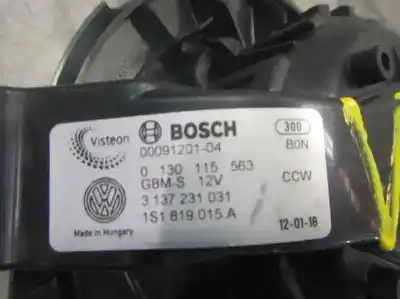 Visteon BOSCH 300
00091201-04 B0N
0 130 115 563
GBM-S 12V CCW
3 137 231 031
1S1 819 015 A
Made in Hungary 12-01-18